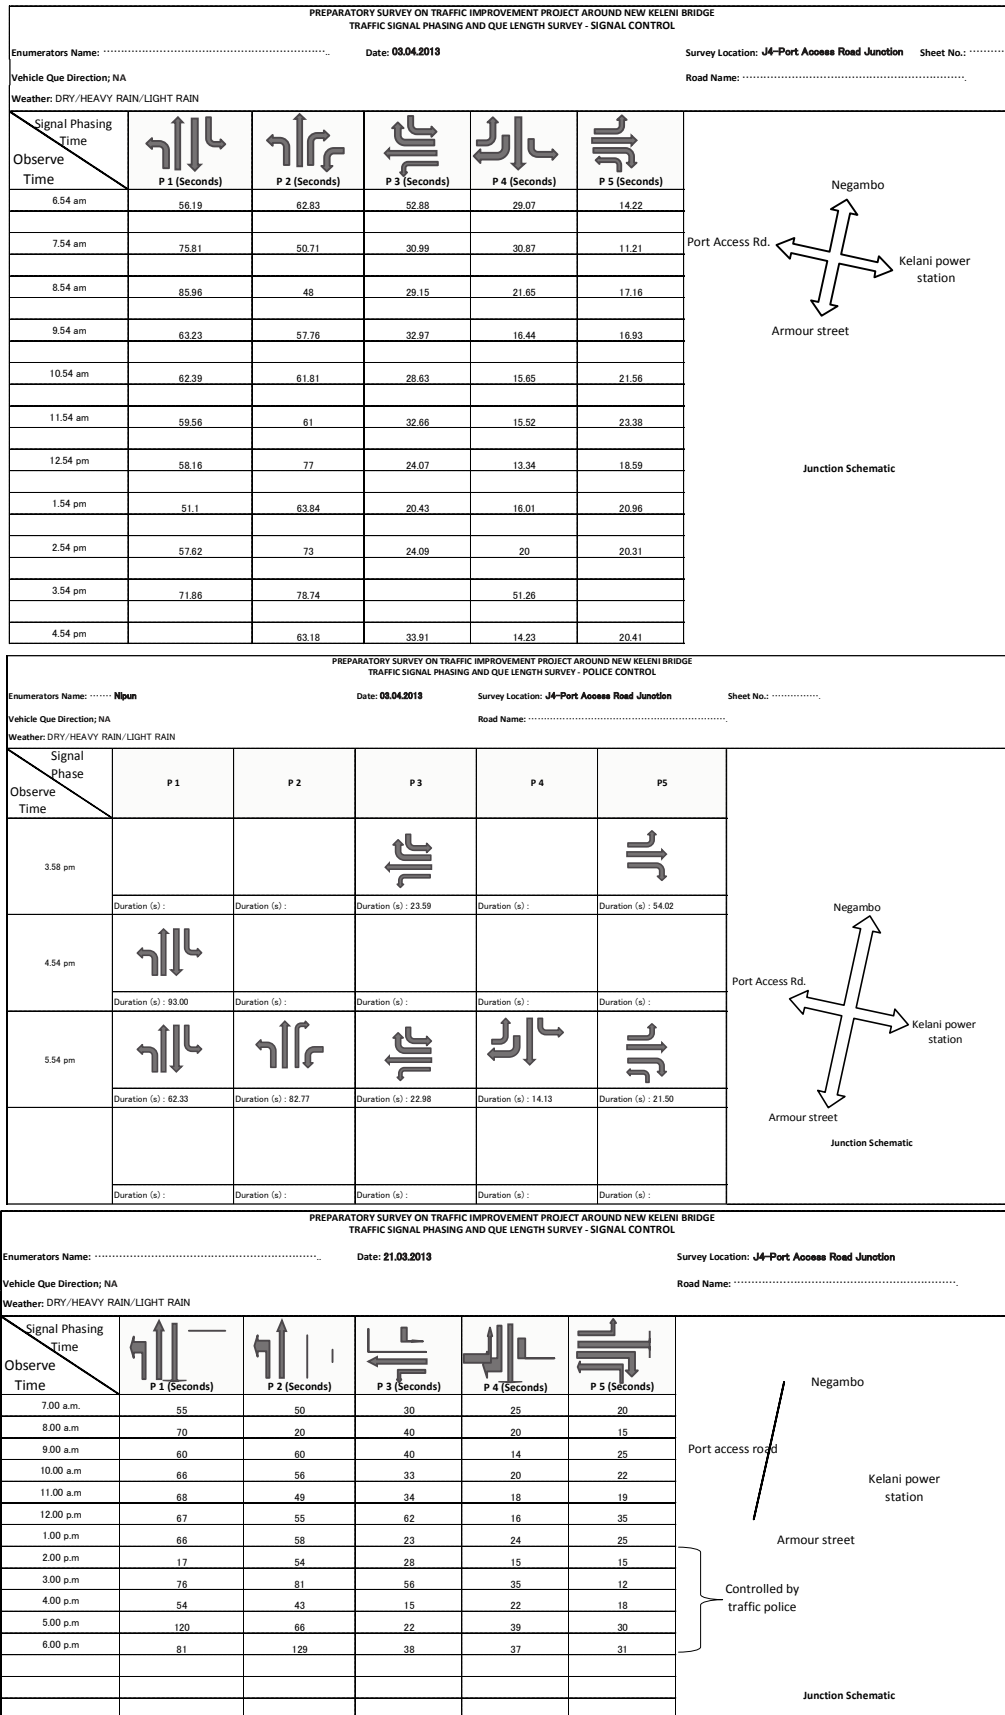 PREPARATORY SURVEY ON TRAFFIC IMPROVEMENT PROJECT AROUND NEW KELENI BRIDGE
TRAFFIC SIGNAL PHASING AND QUE LENGTH SURVEY - SIGNAL CONTROL
Enumerators Name: ........ Date: 03.04.2013 Survey Location: J4-Port Access Road Junction Sheet No.: ........
Vehicle Que Direction; NA Road Name: ........
Weather: DRY/HEAVY RAIN/LIGHT RAIN
Signal Phasing
Time
Observe
Time P 1 (Seconds) P 2 (Seconds) P 3 (Seconds) P 4 (Seconds) P 5 (Seconds)
6.54 am 56.19 62.83 52.88 29.07 14.22
7.54 am 75.81 50.71 30.99 30.87 11.21
8.54 am 85.96 48 29.15 21.65 17.16
9.54 am 63.23 57.76 32.97 16.44 16.93
10.54 am 62.39 61.81 28.63 15.65 21.56
11.54 am 59.56 61 32.66 15.52 23.38
12.54 pm 58.16 77 24.07 13.34 18.59
1.54 pm 51.1 63.84 20.43 16.01 20.96
2.54 pm 57.62 73 24.09 20 20.31
3.54 pm 71.86 78.74 51.26
4.54 pm 63.18 33.91 14.23 20.41
Negambo
Port Access Rd.
Kelani power
station
Armour street
Junction Schematic
PREPARATORY SURVEY ON TRAFFIC IMPROVEMENT PROJECT AROUND NEW KELENI BRIDGE
TRAFFIC SIGNAL PHASING AND QUE LENGTH SURVEY - POLICE CONTROL
Enumerators Name: ....... Nipun Date: 03.04.2013 Survey Location: J4-Port Access Road Junction Sheet No.: ........
Vehicle Que Direction; NA Road Name: ........
Weather: DRY/HEAVY RAIN/LIGHT RAIN
Signal
Phase
Observe
Time P 1 P 2 P 3 P 4 P5
3.58 pm
Duration (s) : Duration (s) : Duration (s) : 23.59 Duration (s) : Duration (s) : 54.02
4.54 pm
Duration (s) : 93.00 Duration (s) : Duration (s) : Duration (s) : Duration (s) :
5.54 pm
Duration (s) : 62.33 Duration (s) : 82.77 Duration (s) : 22.98 Duration (s) : 14.13 Duration (s) : 21.50
Duration (s) : Duration (s) : Duration (s) : Duration (s) : Duration (s) :
Negambo
Port Access Rd.
Kelani power
station
Armour street
Junction Schematic
PREPARATORY SURVEY ON TRAFFIC IMPROVEMENT PROJECT AROUND NEW KELENI BRIDGE
TRAFFIC SIGNAL PHASING AND QUE LENGTH SURVEY - SIGNAL CONTROL
Enumerators Name: ........ Date: 21.03.2013 Survey Location: J4-Port Access Road Junction
Vehicle Que Direction; NA Road Name: ........
Weather: DRY/HEAVY RAIN/LIGHT RAIN
Signal Phasing
Time
Observe
Time P 1 (Seconds) P 2 (Seconds) P 3 (Seconds) P 4 (Seconds) P 5 (Seconds)
7.00 a.m. 55 50 30 25 20
8.00 a.m 70 20 40 20 15
9.00 a.m 60 60 40 14 25
10.00 a.m 66 56 33 20 22
11.00 a.m 68 49 34 18 19
12.00 p.m 67 55 62 16 35
1.00 p.m 66 58 23 24 25
2.00 p.m 17 54 28 15 15
3.00 p.m 76 81 56 35 12
4.00 p.m 54 43 15 22 18
5.00 p.m 120 66 22 39 30
6.00 p.m 81 129 38 37 31
Negambo
Port access road
Kelani power
station
Armour street
Controlled by
traffic police
Junction Schematic